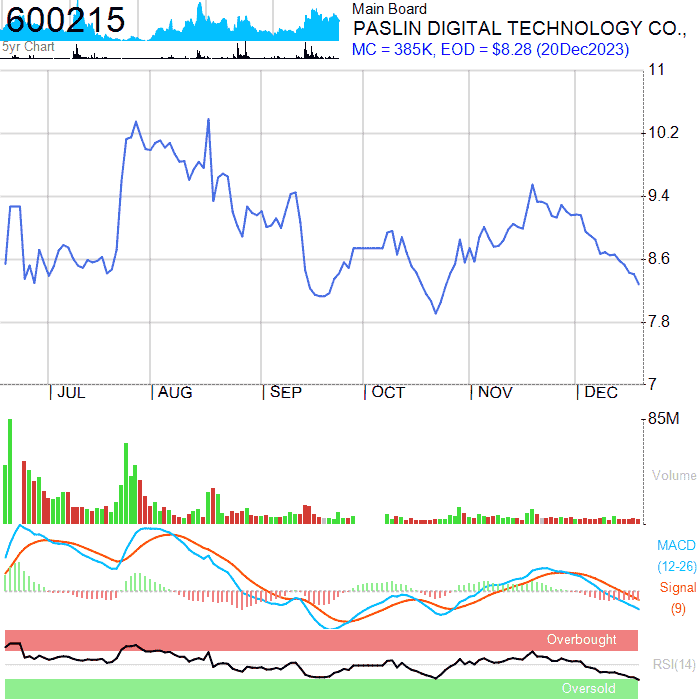 600215
5yr Chart
Main Board
PASLIN DIGITAL TECHNOLOGY CO.,
MC = 385K, EOD = $8.28 (20Dec2023)
11
10.2
9.4
8.6
7.8
7
JUL AUG SEP OCT NOV DEC
85M
Volume
MACD
(12-26)
Signal
(9)
Overbought
RSI(14)
Oversold